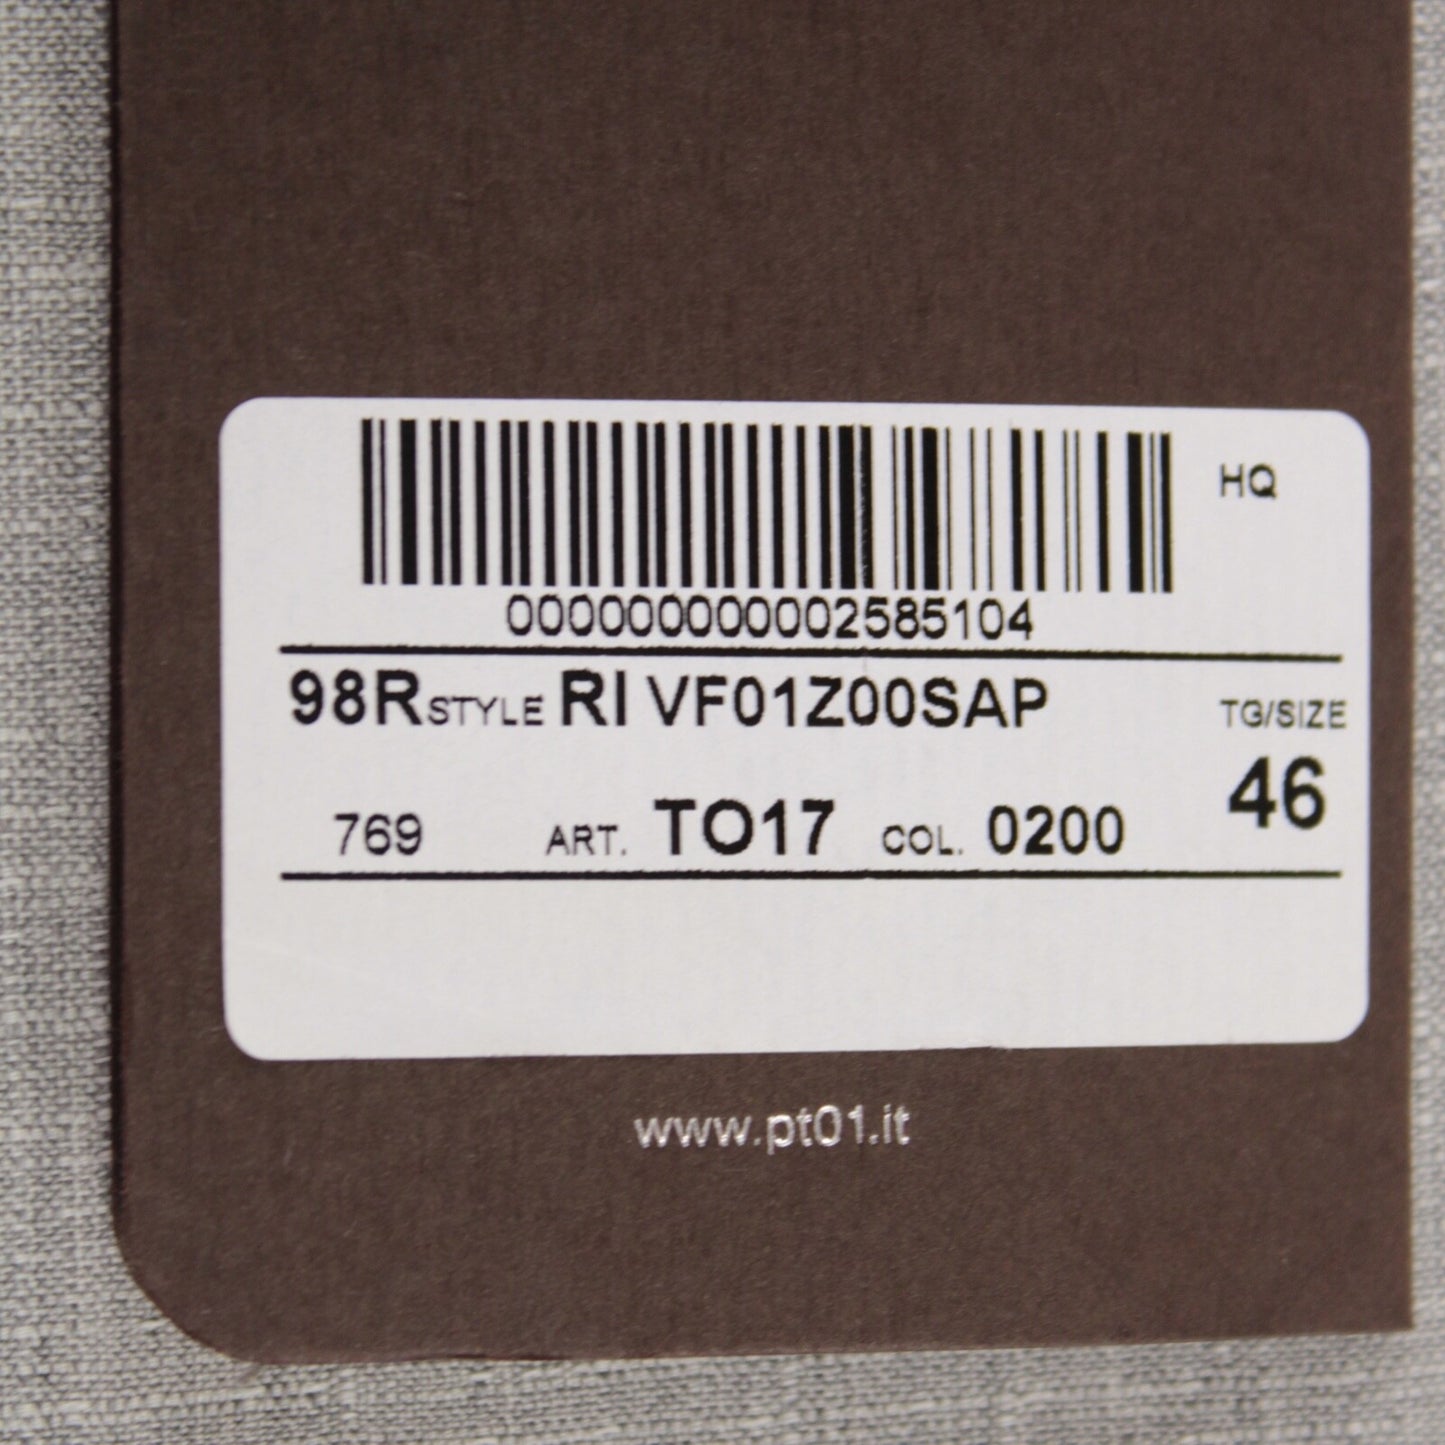 HQ
000000000002585104
98R STYLE RI VF01Z00SAP
TG/SIZE
46
769 ART. TO17 COL. 0200
www.pt01.it